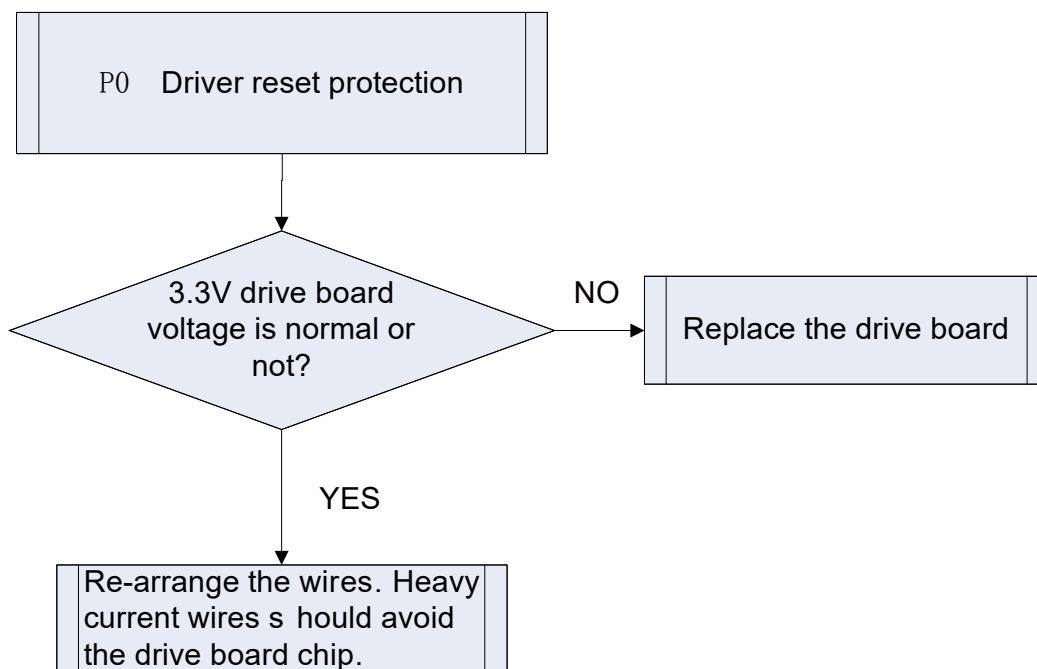 P0 Driver reset protection
3.3V drive board
voltage is normal or
not?
NO
Replace the drive board
YES
Re-arrange the wires. Heavy
current wires s hould avoid
the drive board chip.